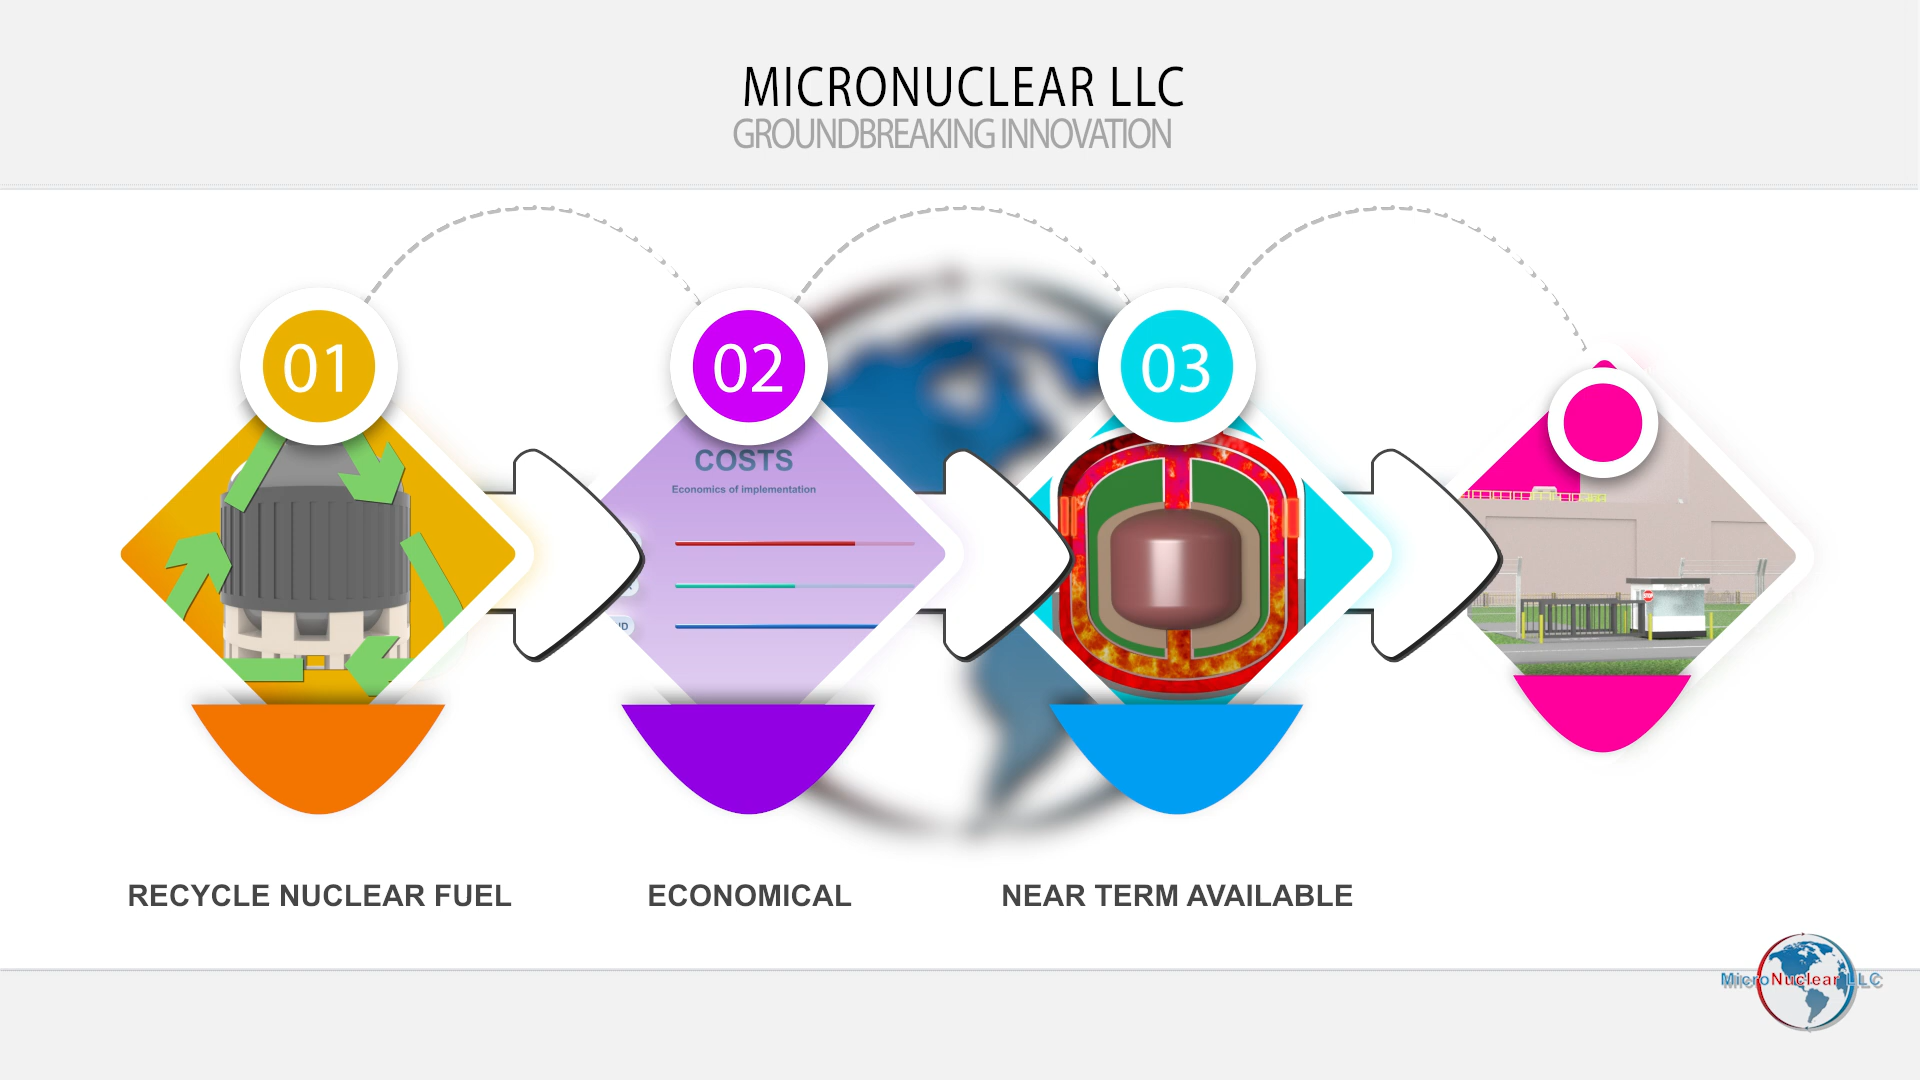 MICRONUCLEAR LLC
GROUNDBREAKING INNOVATION
01
02
03
COSTS
Economics of implementation
STOP
RECYCLE NUCLEAR FUEL
ECONOMICAL
NEAR TERM AVAILABLE
MicroNuclear LLC